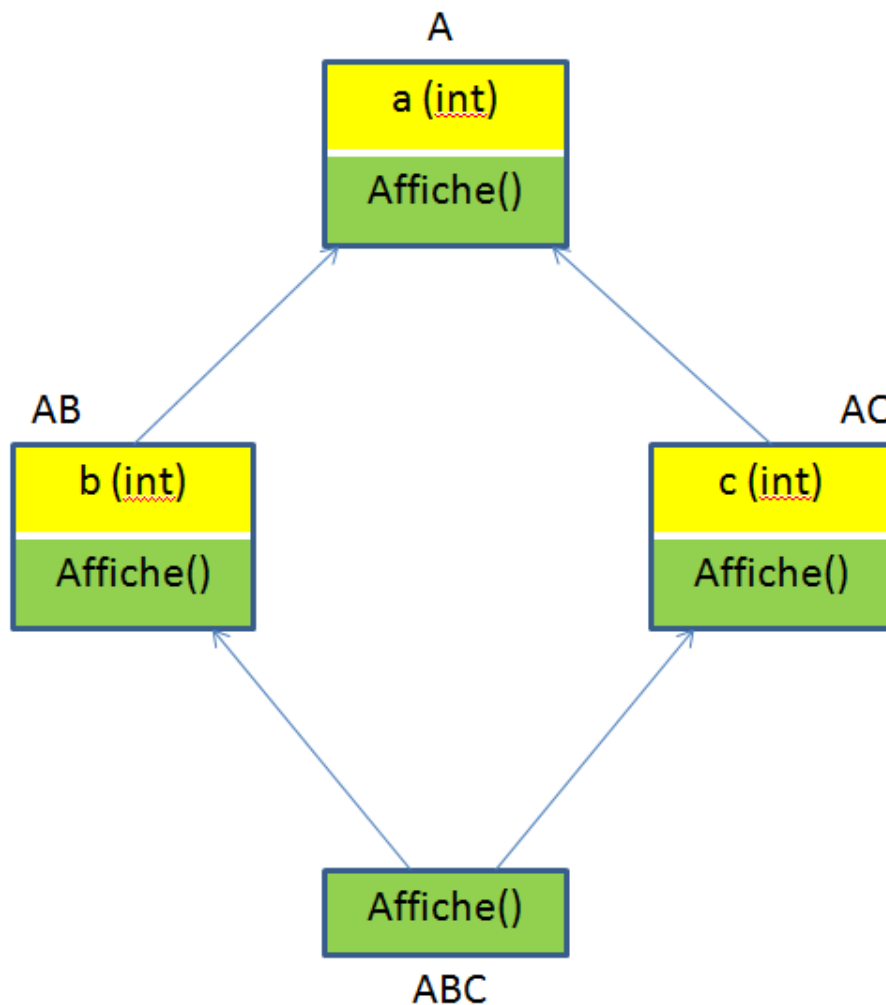 A
a (int)
Affiche()
AB
AC
b (int)
c (int)
Affiche()
Affiche()
Affiche()
ABC